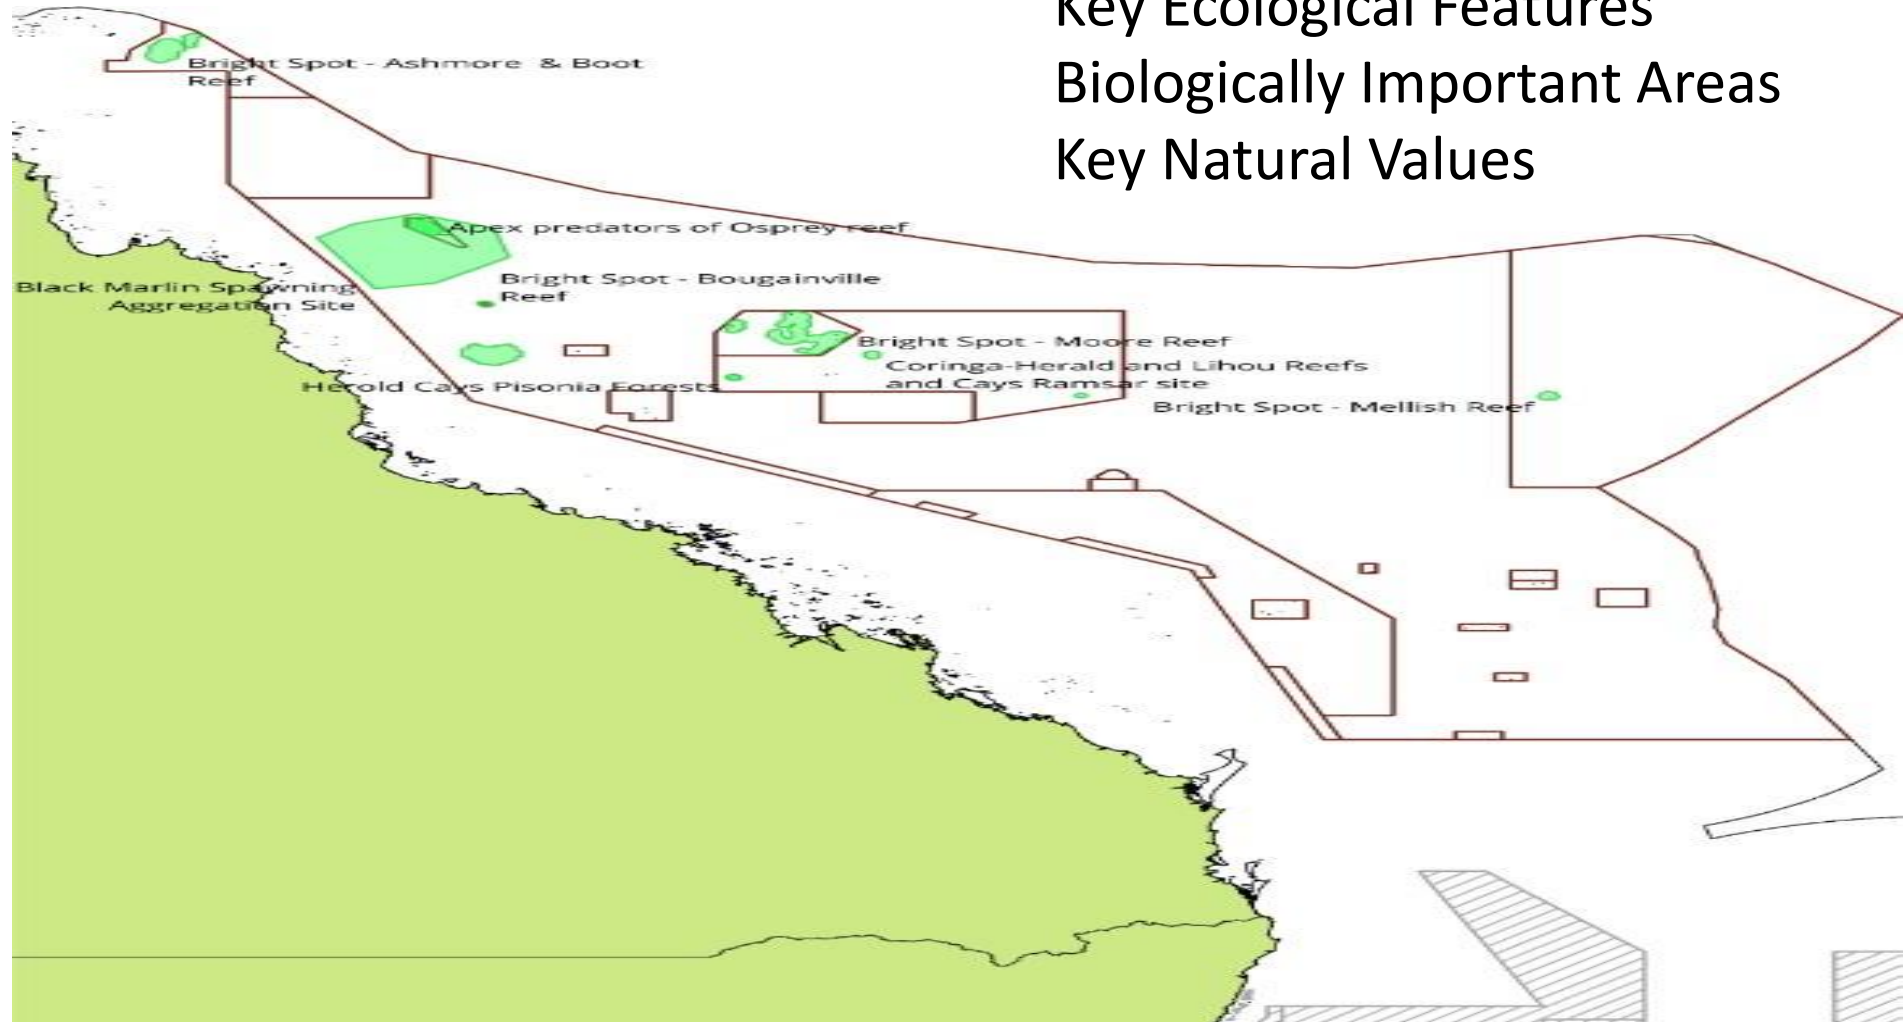 Key Ecological Features
Biologically Important Areas
Key Natural Values
Bright Spot - Ashmore & Boot
Reef
Apex predators of Osprey reef
Bright Spot - Bougainville
Reef
Black Marlin Spawning
Aggregation Site
Bright Spot - Moore Reef
Coringa-Herald and Lihou Reefs
and Cays Ramsar site
Herold Cays Pisonia Forests
Bright Spot - Mellish Reef